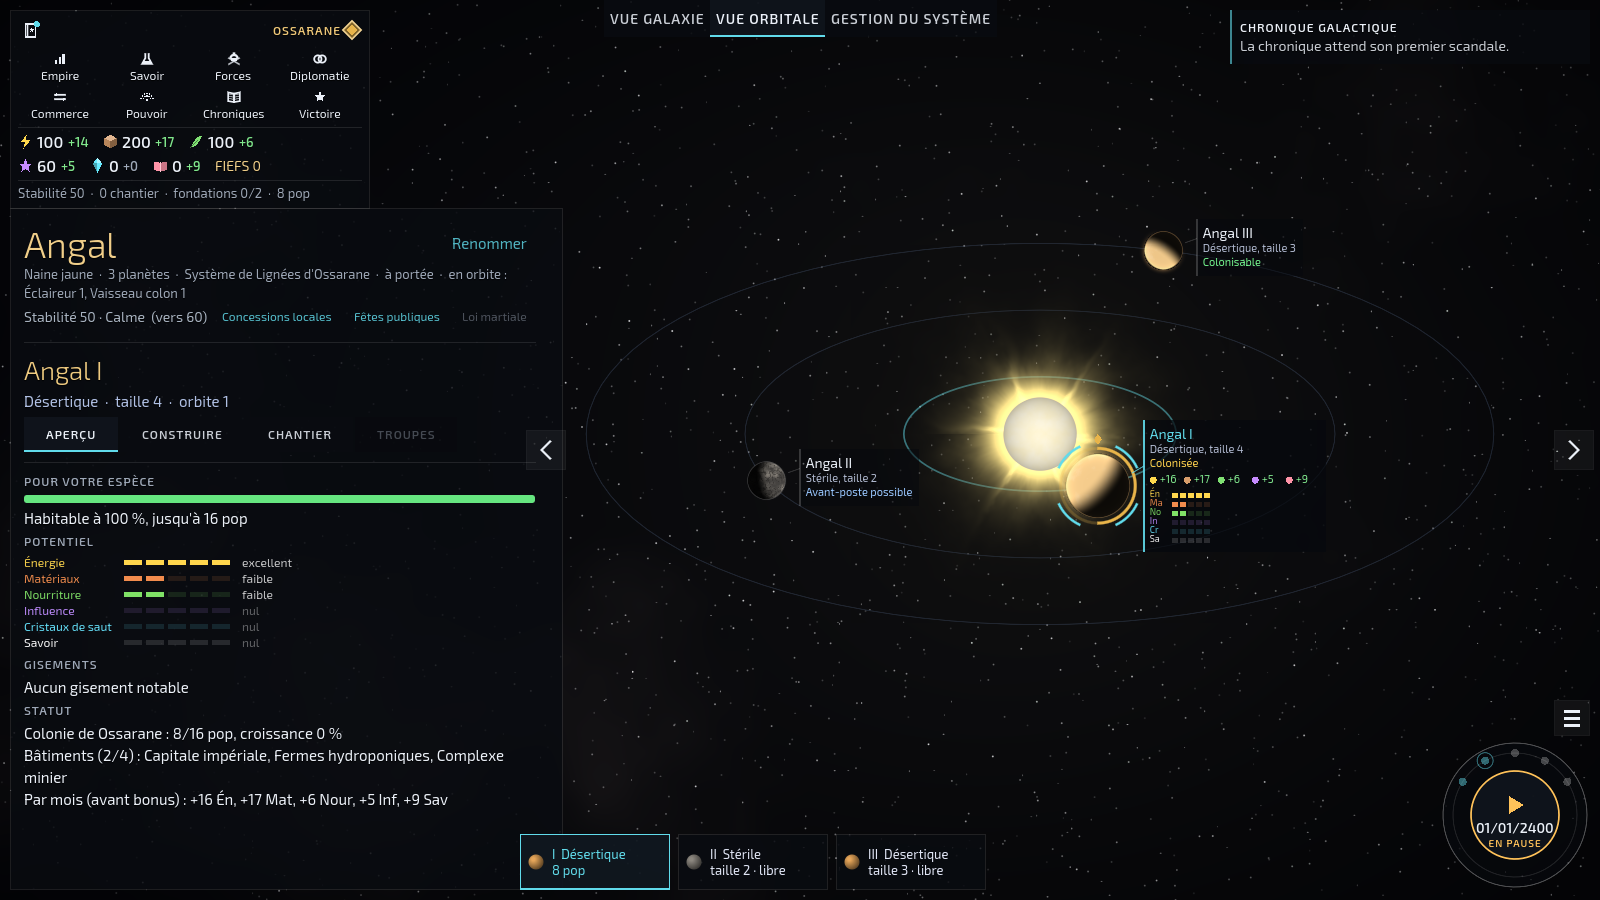 OSSARANE
Empire
Savoir
Forces
Diplomatie
Commerce
Pouvoir
Chroniques
Victoire
100 +14 200 +17 100 +6
60 +5 0 +0 0 +9 FIEFS 0
Stabilité 50 · 0 chantier · fondations 0/2 · 8 pop
VUE GALAXIE
VUE ORBITALE
GESTION DU SYSTÈME
CHRONIQUE GALACTIQUE
La chronique attend son premier scandale.
Angal
Renommer
Naine jaune · 3 planètes · Système de Lignées d'Ossarane · à portée · en orbite :
Éclaireur 1, Vaisseau colon 1
Stabilité 50 · Calme (vers 60)
Concessions locales
Fêtes publiques
Loi martiale
Angal I
Désertique · taille 4 · orbite 1
APERÇU
CONSTRUIRE
CHANTIER
TROUPES
POUR VOTRE ESPÈCE
Habitable à 100 %, jusqu'à 16 pop
POTENTIEL
Énergie excellent
Matériaux faible
Nourriture faible
Influence nul
Cristaux de saut nul
Savoir nul
GISEMENTS
Aucun gisement notable
STATUT
Colonie de Ossarane : 8/16 pop, croissance 0 %
Bâtiments (2/4) : Capitale impériale, Fermes hydroponiques, Complexe
minier
Par mois (avant bonus) : +16 Én, +17 Mat, +6 Nour, +5 Inf, +9 Sav
Angal III
Désertique, taille 3
Colonisable
Angal II
Stérile, taille 2
Avant-poste possible
Angal I
Désertique, taille 4
Colonisée
+16 +17 +6 +5 +9
Én
Ma
No
In
Cr
Sa
I Désertique
8 pop
II Stérile
taille 2 · libre
III Désertique
taille 3 · libre
01/01/2400
EN PAUSE